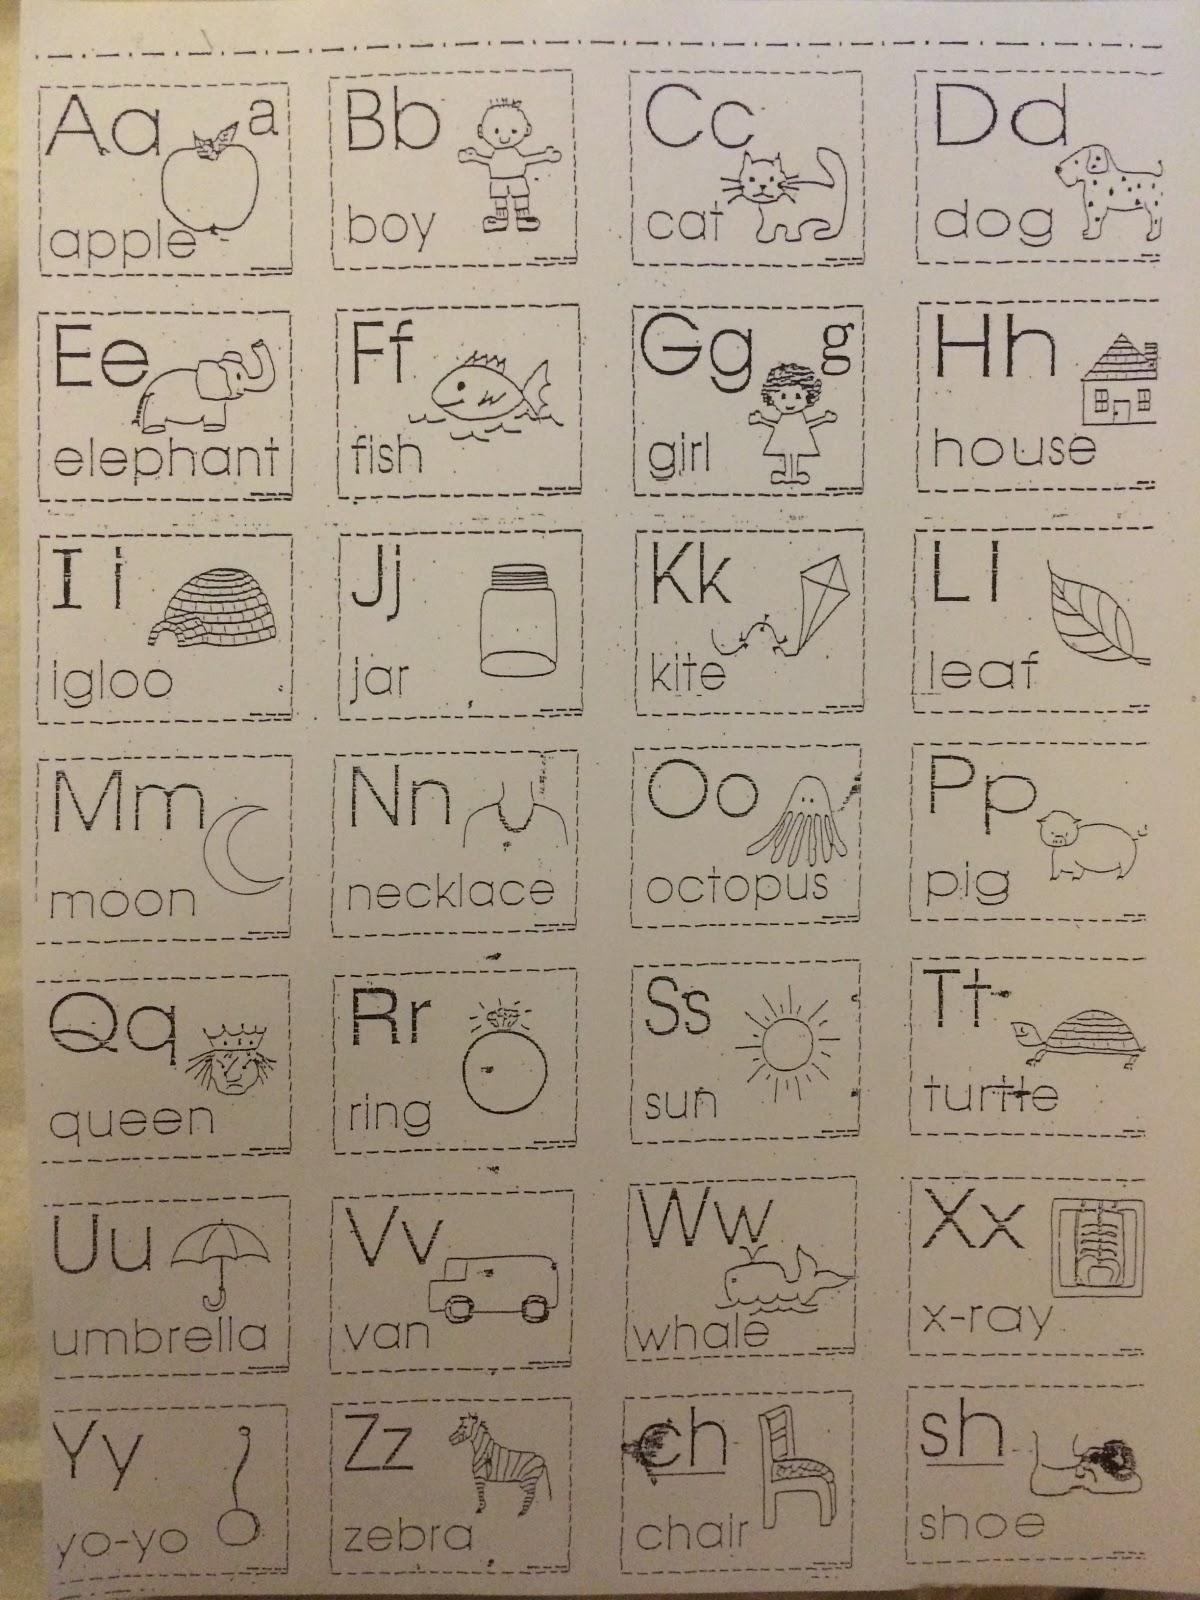 Aa a
apple
Bb
boy
Cc
cat
Dd
dog
Ee
elephant
Ff
fish
Gg g
girl
Hh
house
Ii
igloo
Jj
jar
Kk
kite
Ll
leaf
Mm
moon
Nn
necklace
Oo
octopus
Pp
pig
Qq
queen
Rr
ring
Ss
sun
Tt
turtle
Uu
umbrella
Vv
van
Ww
whale
Xx
x-ray
Yy
yo-yo
Zz
zebra
ch
chair
sh
shoe